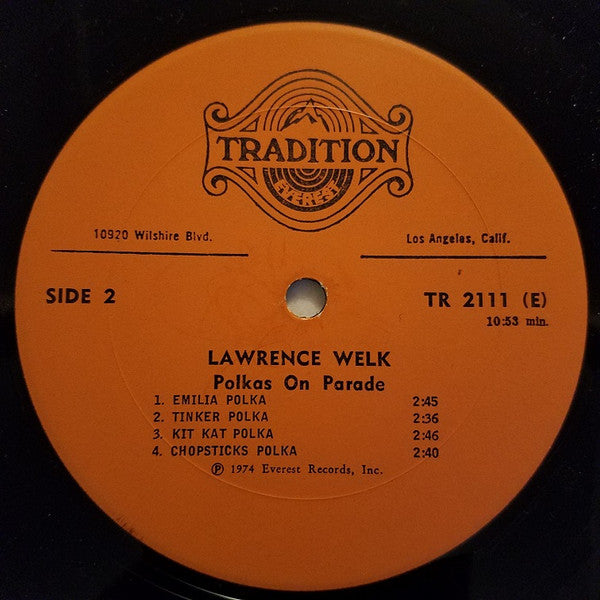 TRADITION
EVEREST
10920 Wilshire Blvd. Los Angeles, Calif.
SIDE 2 TR 2111 (E)
10:53 min.
LAWRENCE WELK
Polkas On Parade
1. EMILIA POLKA 2:45
2. TINKER POLKA 2:36
3. KIT KAT POLKA 2:46
4. CHOPSTICKS POLKA 2:40
℗ 1974 Everest Records, Inc.